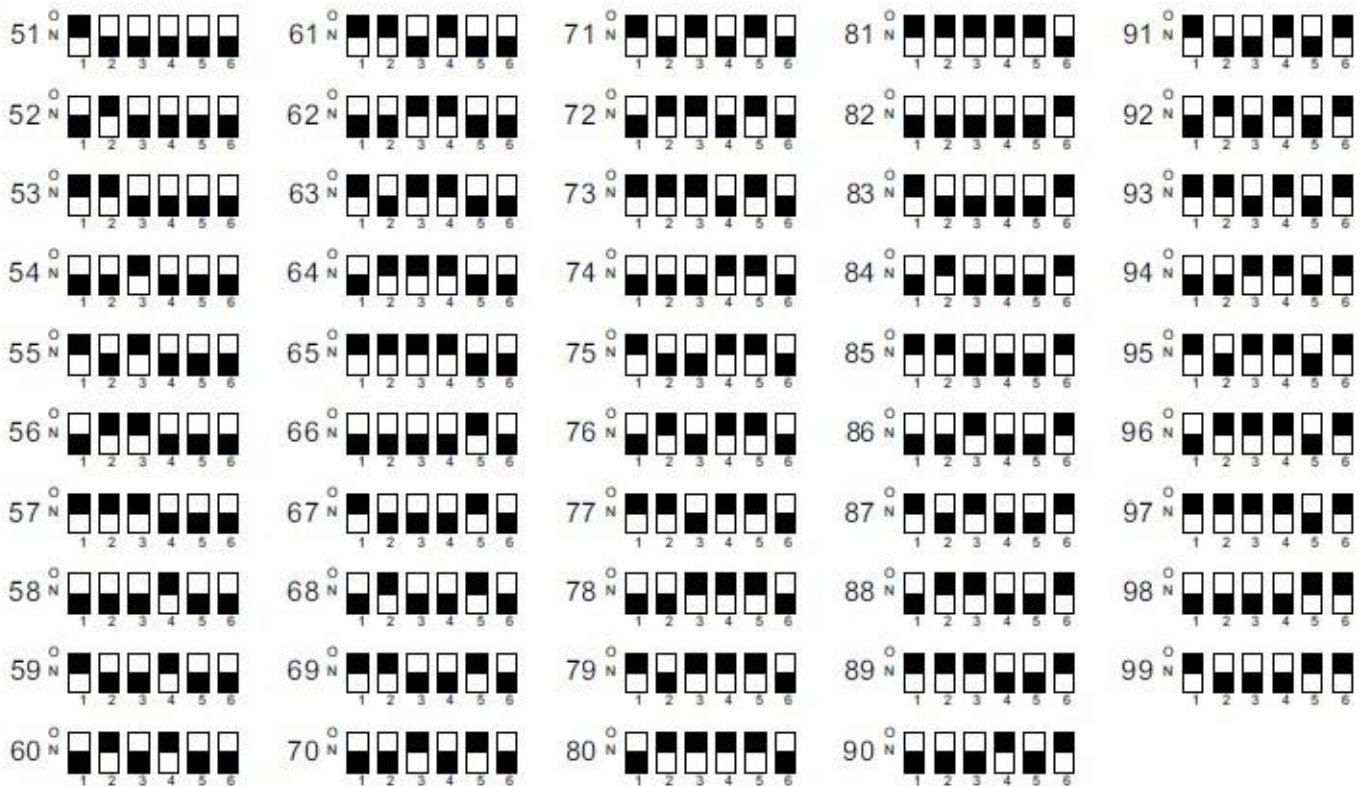 51 ON 61 ON 71 ON 81 ON 91 ON
1 2 3 4 5 6 1 2 3 4 5 6 1 2 3 4 5 6 1 2 3 4 5 6 1 2 3 4 5 6
52 ON 62 ON 72 ON 82 ON 92 ON
1 2 3 4 5 6 1 2 3 4 5 6 1 2 3 4 5 6 1 2 3 4 5 6 1 2 3 4 5 6
53 ON 63 ON 73 ON 83 ON 93 ON
1 2 3 4 5 6 1 2 3 4 5 6 1 2 3 4 5 6 1 2 3 4 5 6 1 2 3 4 5 6
54 ON 64 ON 74 ON 84 ON 94 ON
1 2 3 4 5 6 1 2 3 4 5 6 1 2 3 4 5 6 1 2 3 4 5 6 1 2 3 4 5 6
55 ON 65 ON 75 ON 85 ON 95 ON
1 2 3 4 5 6 1 2 3 4 5 6 1 2 3 4 5 6 1 2 3 4 5 6 1 2 3 4 5 6
56 ON 66 ON 76 ON 86 ON 96 ON
1 2 3 4 5 6 1 2 3 4 5 6 1 2 3 4 5 6 1 2 3 4 5 6 1 2 3 4 5 6
57 ON 67 ON 77 ON 87 ON 97 ON
1 2 3 4 5 6 1 2 3 4 5 6 1 2 3 4 5 6 1 2 3 4 5 6 1 2 3 4 5 6
58 ON 68 ON 78 ON 88 ON 98 ON
1 2 3 4 5 6 1 2 3 4 5 6 1 2 3 4 5 6 1 2 3 4 5 6 1 2 3 4 5 6
59 ON 69 ON 79 ON 89 ON 99 ON
1 2 3 4 5 6 1 2 3 4 5 6 1 2 3 4 5 6 1 2 3 4 5 6 1 2 3 4 5 6
60 ON 70 ON 80 ON 90 ON
1 2 3 4 5 6 1 2 3 4 5 6 1 2 3 4 5 6 1 2 3 4 5 6